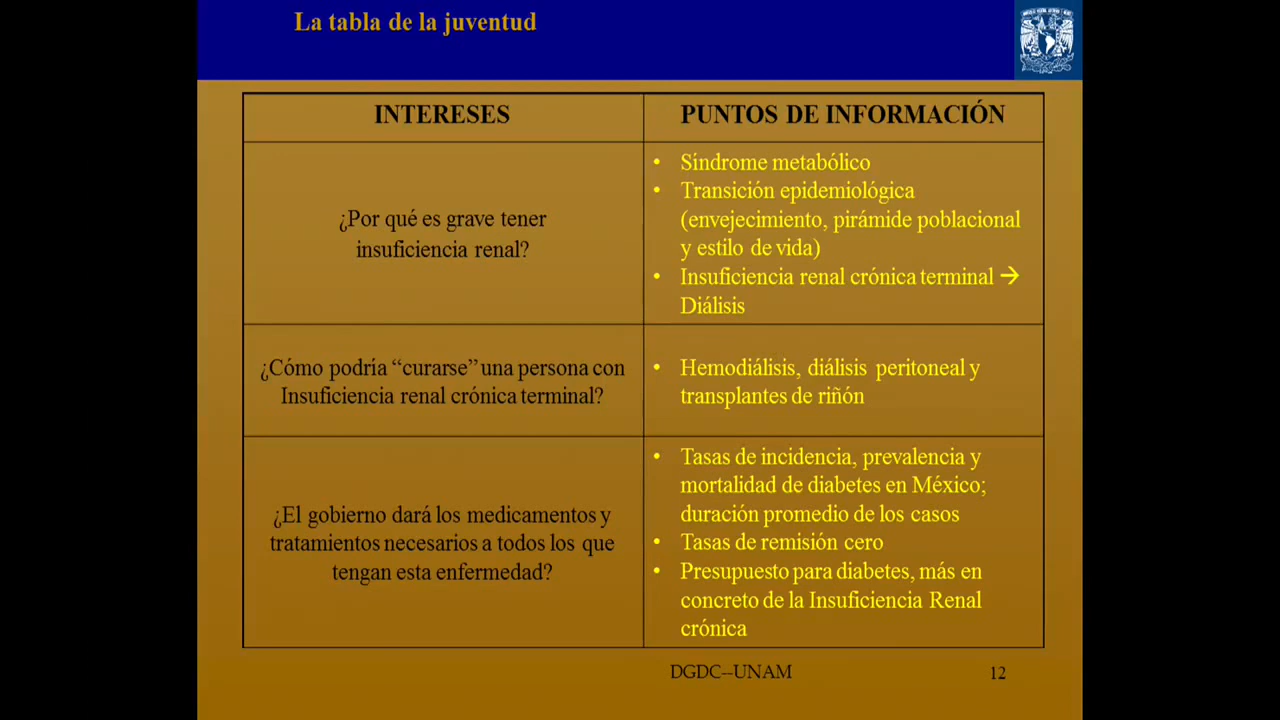 La tabla de la juventud
INTERESES
PUNTOS DE INFORMACIÓN
¿Por qué es grave tener
insuficiencia renal?
• Síndrome metabólico
• Transición epidemiológica
(envejecimiento, pirámide poblacional
y estilo de vida)
• Insuficiencia renal crónica terminal →
Diálisis
¿Cómo podría “curarse” una persona con
Insuficiencia renal crónica terminal?
• Hemodiálisis, diálisis peritoneal y
transplantes de riñón
¿El gobierno dará los medicamentos y
tratamientos necesarios a todos los que
tengan esta enfermedad?
• Tasas de incidencia, prevalencia y
mortalidad de diabetes en México;
duración promedio de los casos
• Tasas de remisión cero
• Presupuesto para diabetes, más en
concreto de la Insuficiencia Renal
crónica
DGDC--UNAM
12